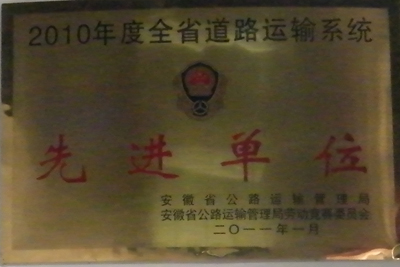 2010年度全省道路运输系统
先进单位
安徽省公路运输管理局
安徽省公路运输管理局劳动竞赛委员会
二〇一一年一月